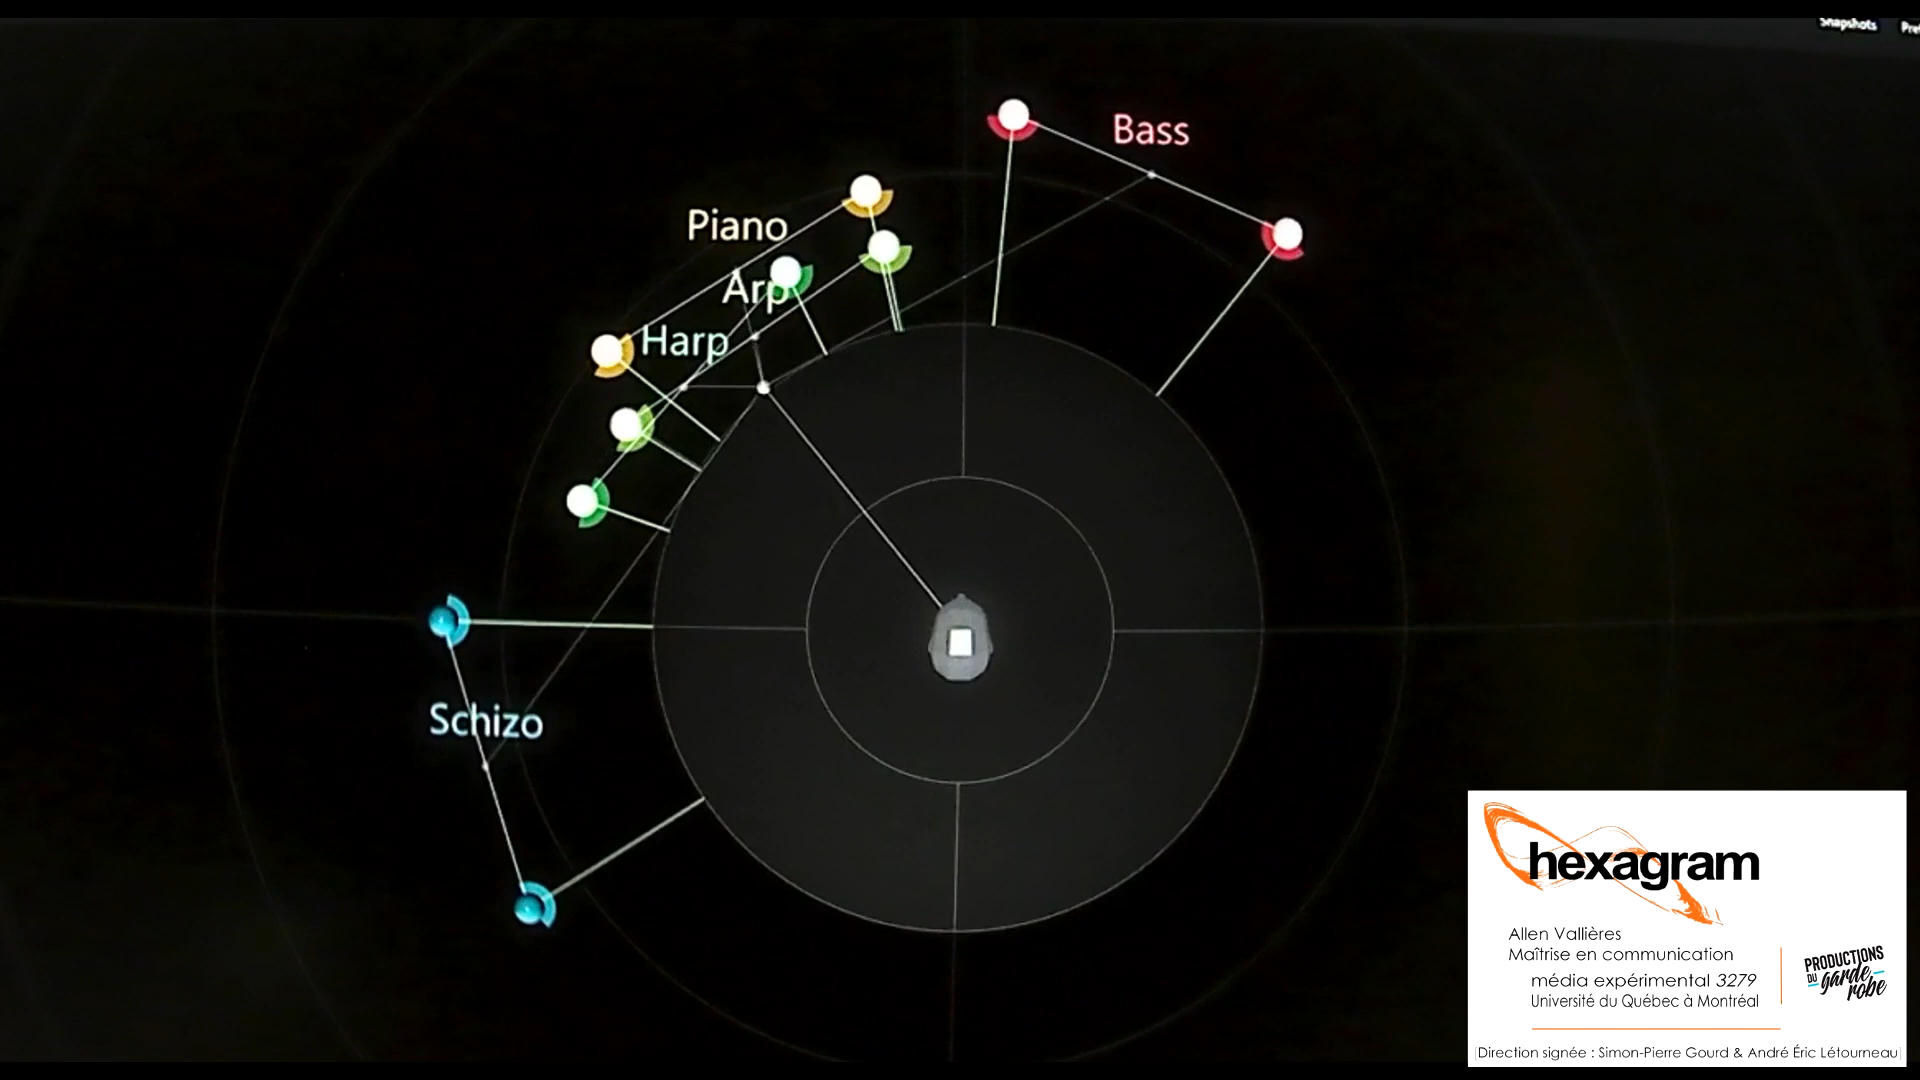 Snapshots
Bass
Piano
Arp
Harp
Schizo
hexagram
Allen Vallières
Maîtrise en communication
média expérimental 3279
Université du Québec à Montréal
PRODUCTIONS
DU garde
robe
[Direction signée : Simon-Pierre Gourd & André Éric Létourneau]